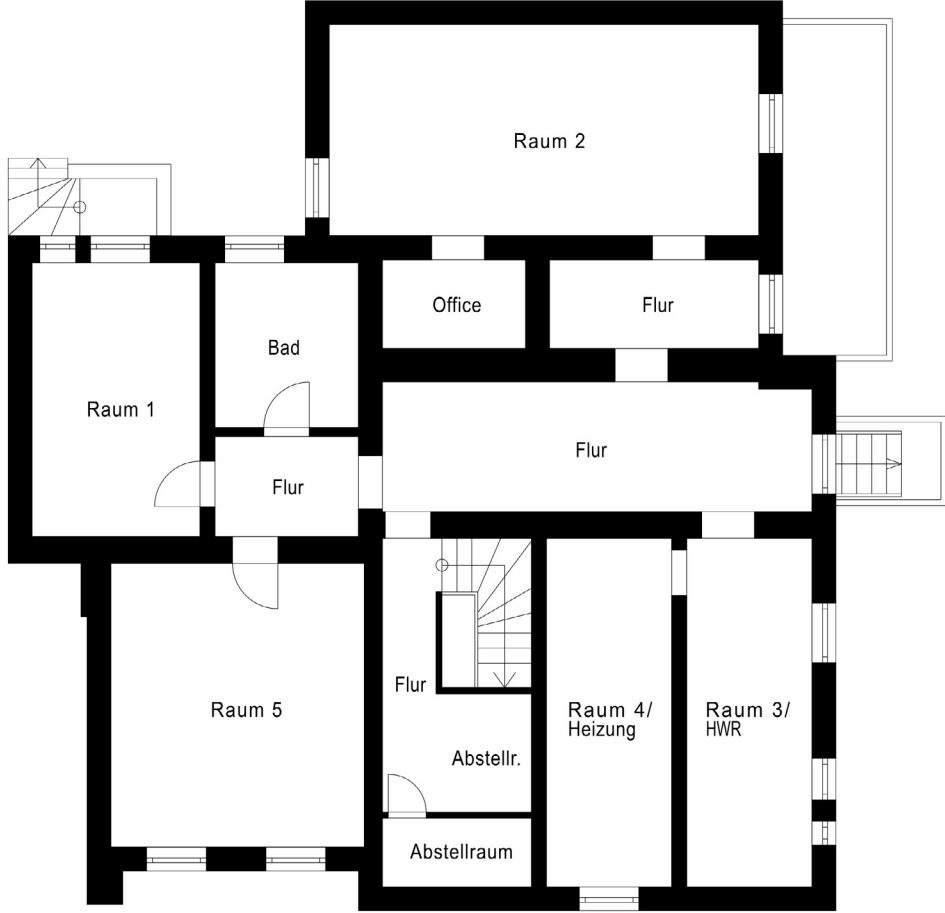 Raum 2
Office
Flur
Bad
Raum 1
Flur
Flur
Flur
Raum 5
Raum 4/
Heizung
Raum 3/
HWR
Abstellr.
Abstellraum